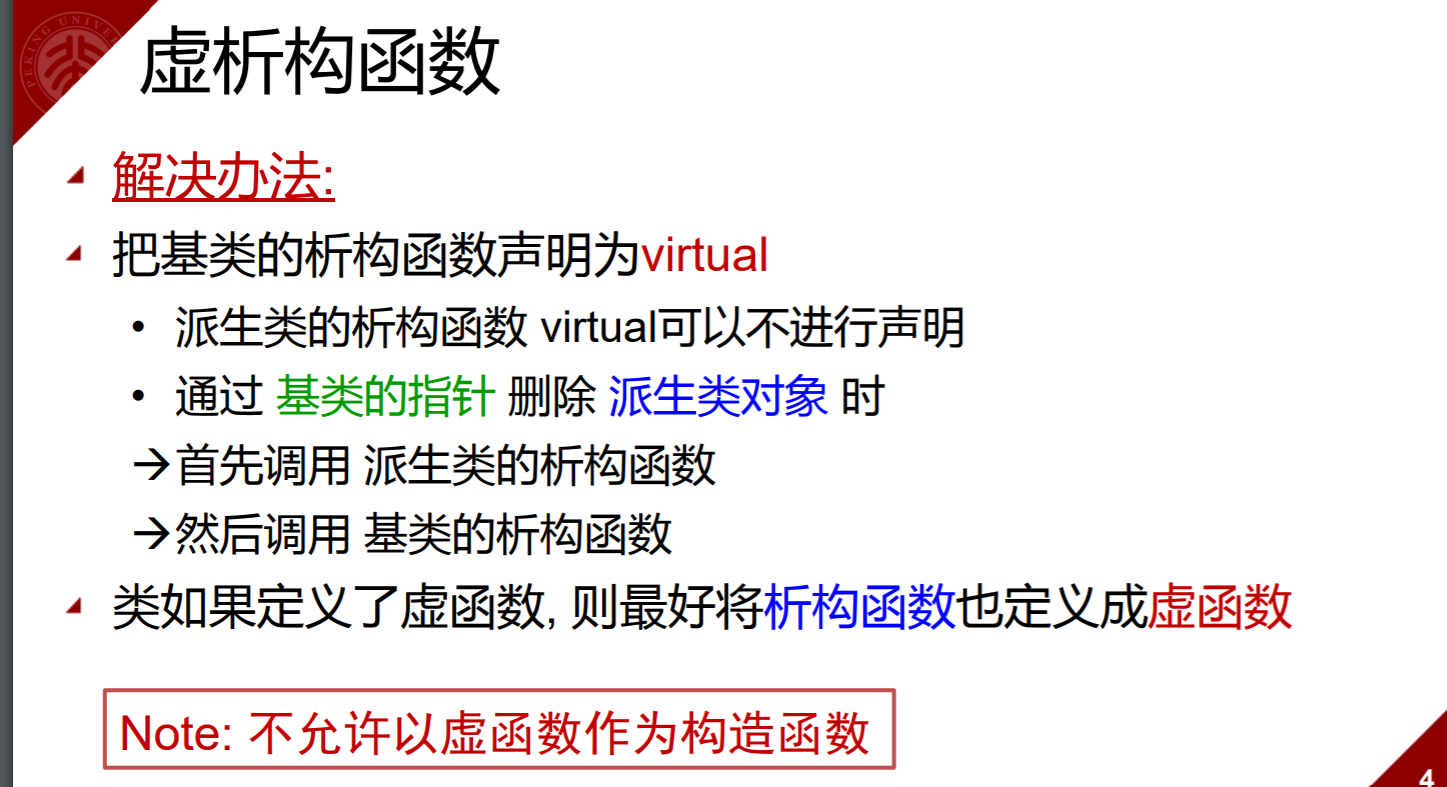 虚析构函数
解决办法:
把基类的析构函数声明为virtual
• 派生类的析构函数 virtual可以不进行声明
• 通过 基类的指针 删除 派生类对象 时
→首先调用 派生类的析构函数
→然后调用 基类的析构函数
类如果定义了虚函数, 则最好将析构函数也定义成虚函数
Note: 不允许以虚函数作为构造函数
4